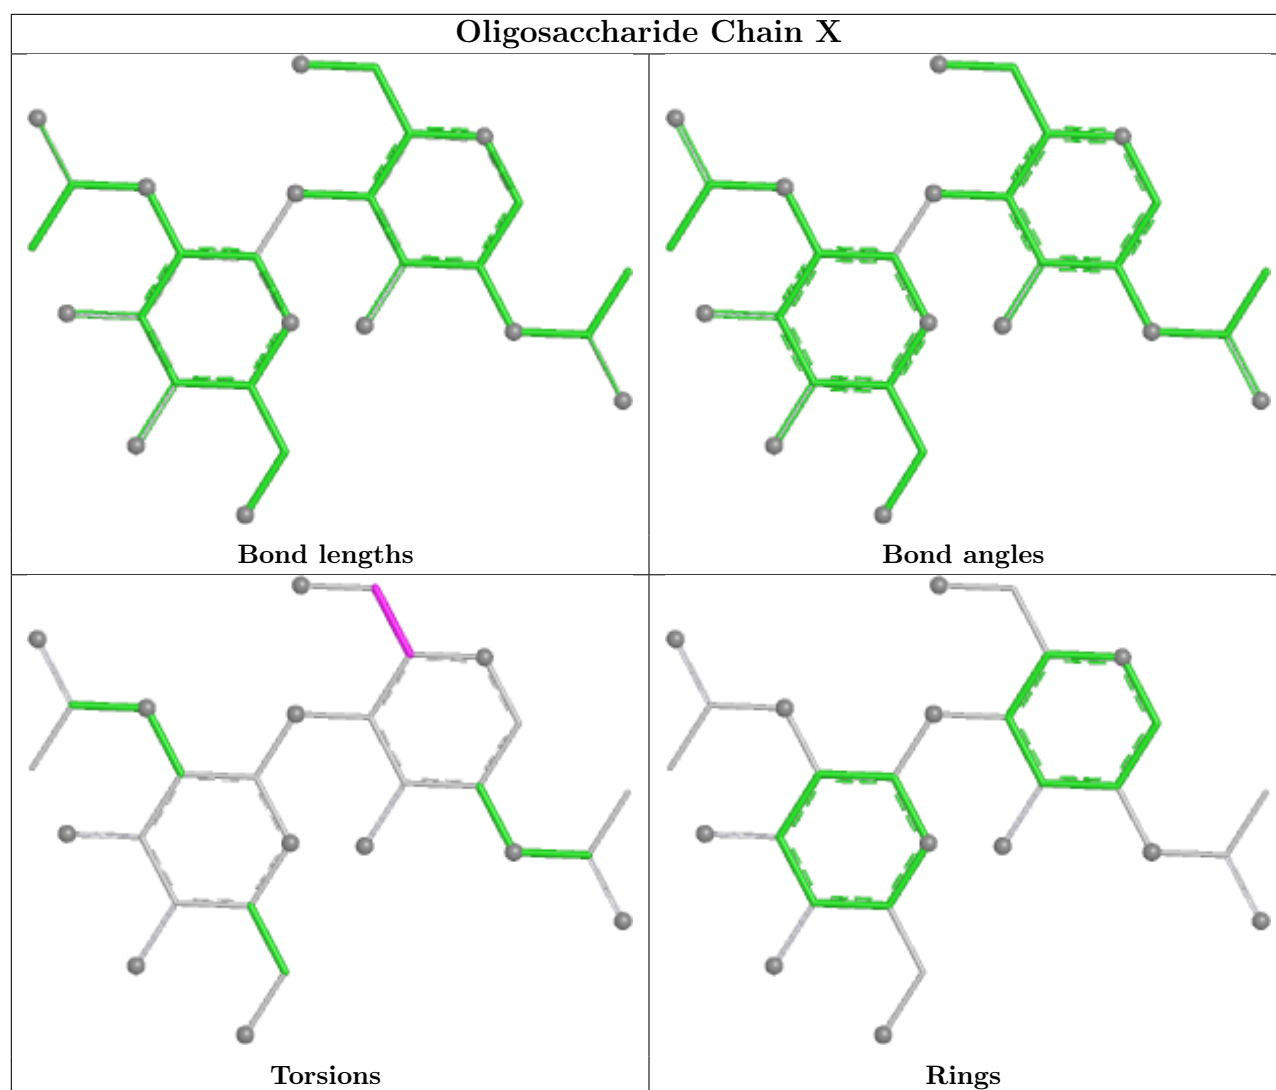 Oligosaccharide Chain X
Bond lengths
Bond angles
Torsions
Rings